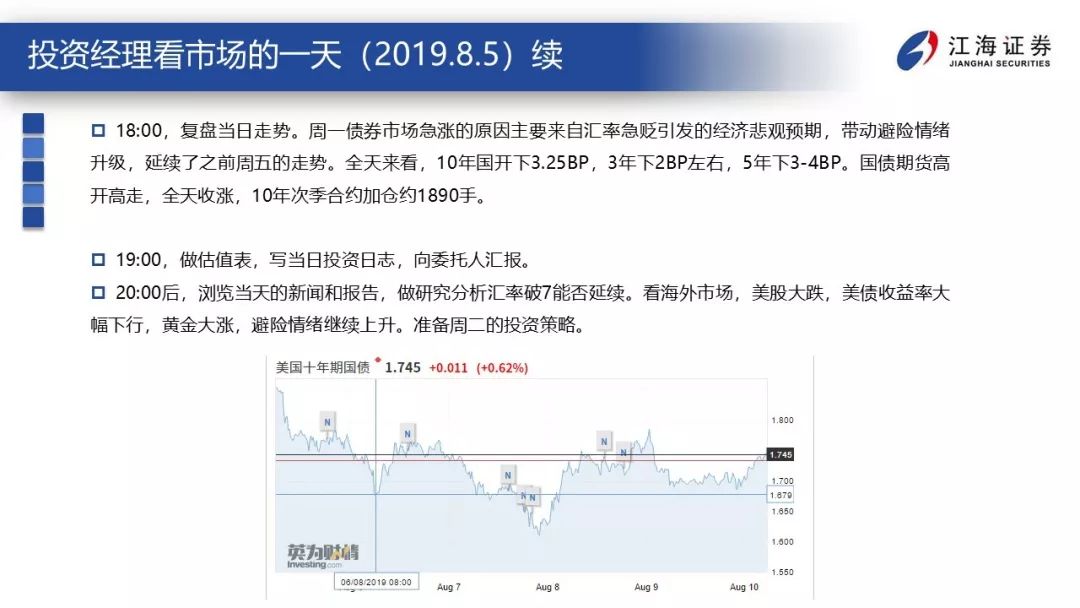 投资经理看市场的一天（2019.8.5）续
江海证券
JIANGHAI SECURITIES
18:00，复盘当日走势。周一债券市场急涨的原因主要来自汇率急贬引发的经济悲观预期，带动避险情绪
升级，延续了之前周五的走势。全天来看，10年国开下3.25BP，3年下2BP左右，5年下3-4BP。国债期货高
开高走，全天收涨，10年次季合约加仓约1890手。
19:00，做估值表，写当日投资日志，向委托人汇报。
20:00后，浏览当天的新闻和报告，做研究分析汇率破7能否延续。看海外市场，美股大跌，美债收益率大
幅下行，黄金大涨，避险情绪继续上升。准备周二的投资策略。
美国十年期国债 1.745 +0.011 (+0.62%)
N
N
N
N
N
N
N
1.800
1.745
1.700
1.679
1.650
1.600
1.550
英为财情
Investing.com
06/08/2019 08:00
Aug 7
Aug 8
Aug 9
Aug 10